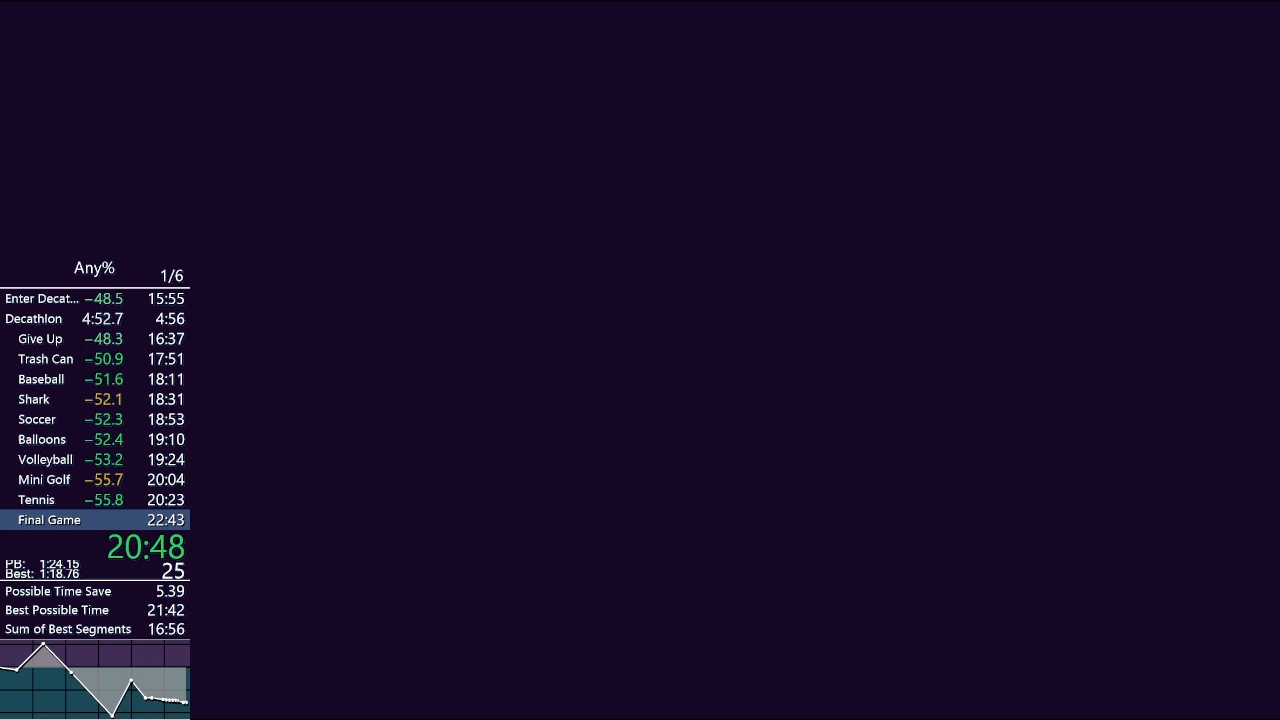 Any%
1/6
Enter Decat... −48.5 15:55
Decathlon 4:52.7 4:56
Give Up −48.3 16:37
Trash Can −50.9 17:51
Baseball −51.6 18:11
Shark −52.1 18:31
Soccer −52.3 18:53
Balloons −52.4 19:10
Volleyball −53.2 19:24
Mini Golf −55.7 20:04
Tennis −55.8 20:23
Final Game 22:43
20:48
PB: 1:24.15
Best: 1:18.76 25
Possible Time Save 5.39
Best Possible Time 21:42
Sum of Best Segments 16:56